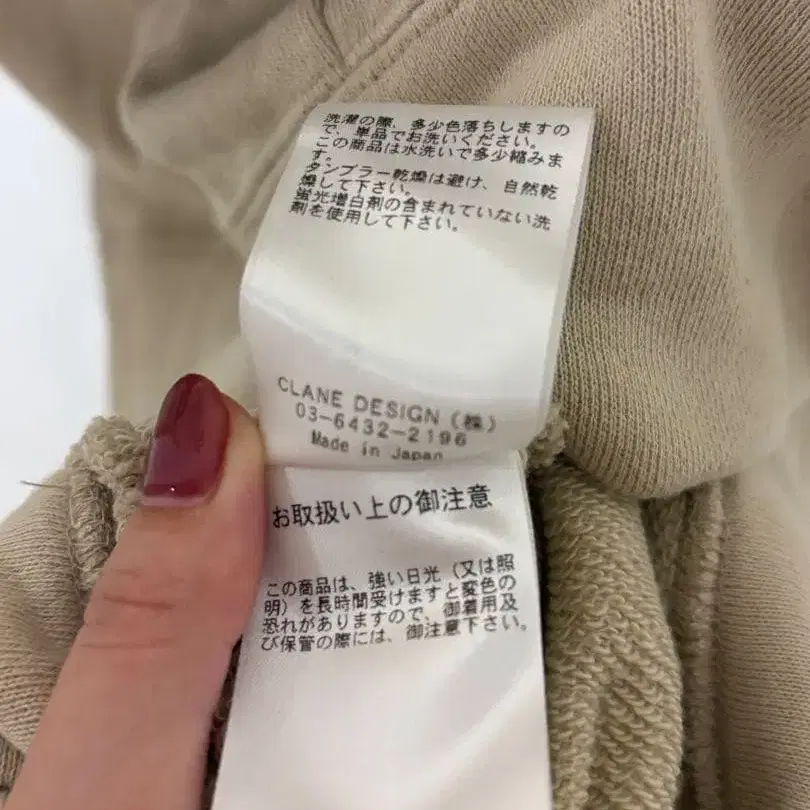 洗濯の際、多少色落ちしますの
で、単品でお洗いください。
この商品は水洗いで多少縮みま
す。
タンブラー乾燥は避け、自然乾
燥して下さい。
蛍光増白剤の含まれていない洗
剤を使用して下さい。
CLANE DESIGN (株)
03-6432-2196
Made in Japan
お取扱い上の御注意
この商品は、強い日光(又は照
明)を長時間受けますと変色の
恐れがありますので、御着用及
び保管の際には、御注意下さい。